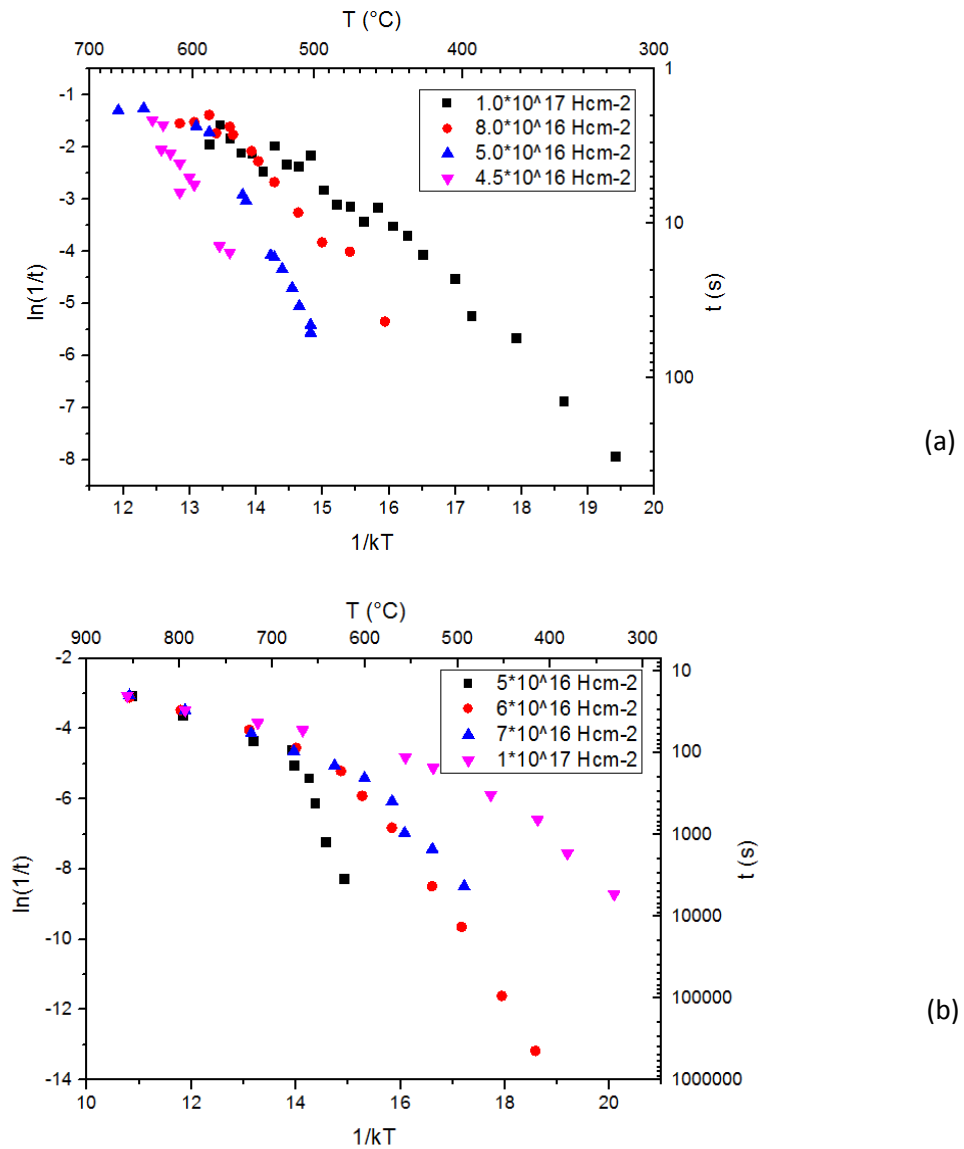 T (°C)
700 600 500 400 300
-1
-2
-3
-4
-5
-6
-7
-8
ln(1/t)
1.0*10^17 Hcm-2
8.0*10^16 Hcm-2
5.0*10^16 Hcm-2
4.5*10^16 Hcm-2
1
10
100
t (s)
12 13 14 15 16 17 18 19 20
1/kT
(a)
T (°C)
900 800 700 600 500 400 300
-2
-4
-6
-8
-10
-12
-14
ln(1/t)
5*10^16 Hcm-2
6*10^16 Hcm-2
7*10^16 Hcm-2
1*10^17 Hcm-2
10
100
1000
10000
100000
1000000
t (s)
10 12 14 16 18 20
1/kT
(b)